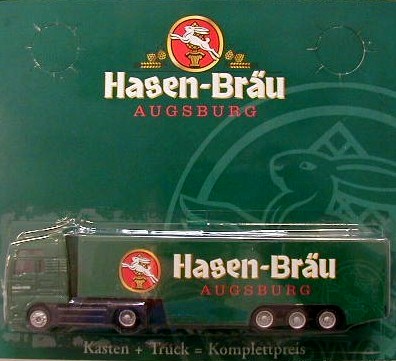 Hasen-Bräu
AUGSBURG
Hasen-Bräu
AUGSBURG
Kasten + Truck = Komplettpreis